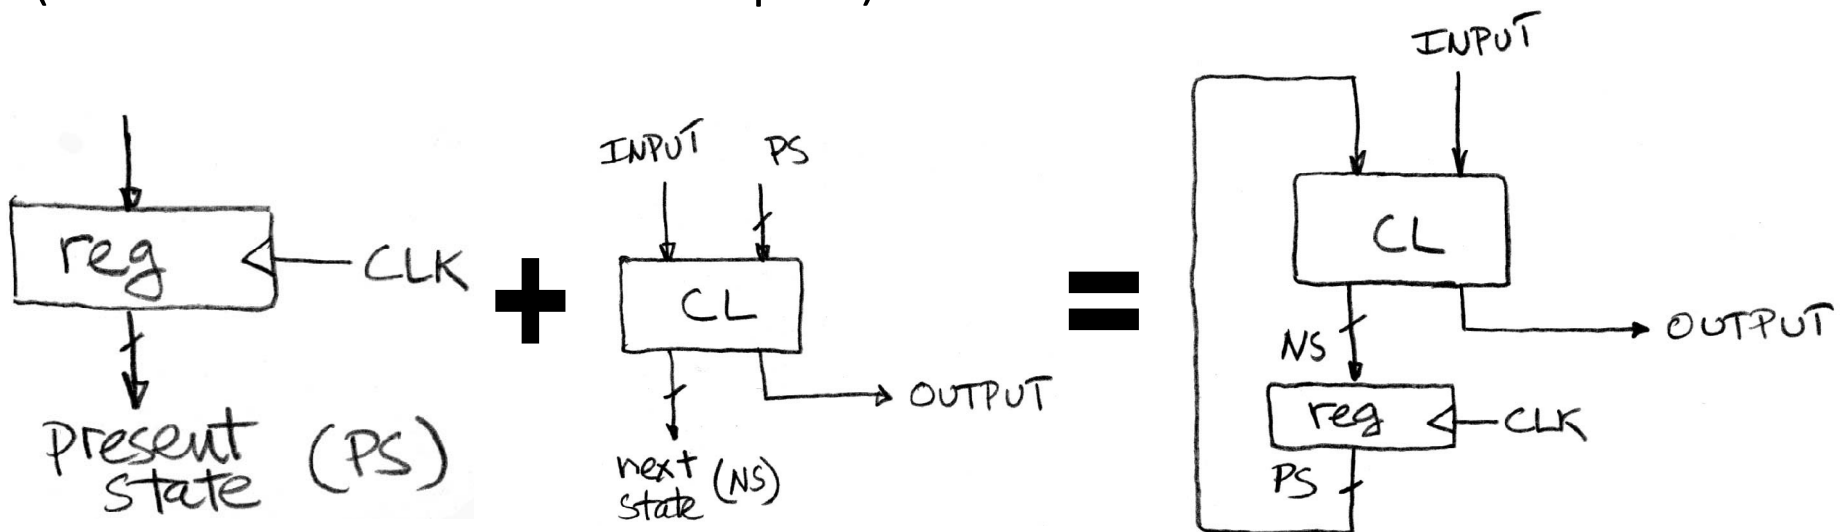 reg
CLK
present
state (PS)
+
INPUT PS
CL
OUTPUT
next
state (NS)
=
INPUT
CL
OUTPUT
NS
reg
CLK
PS